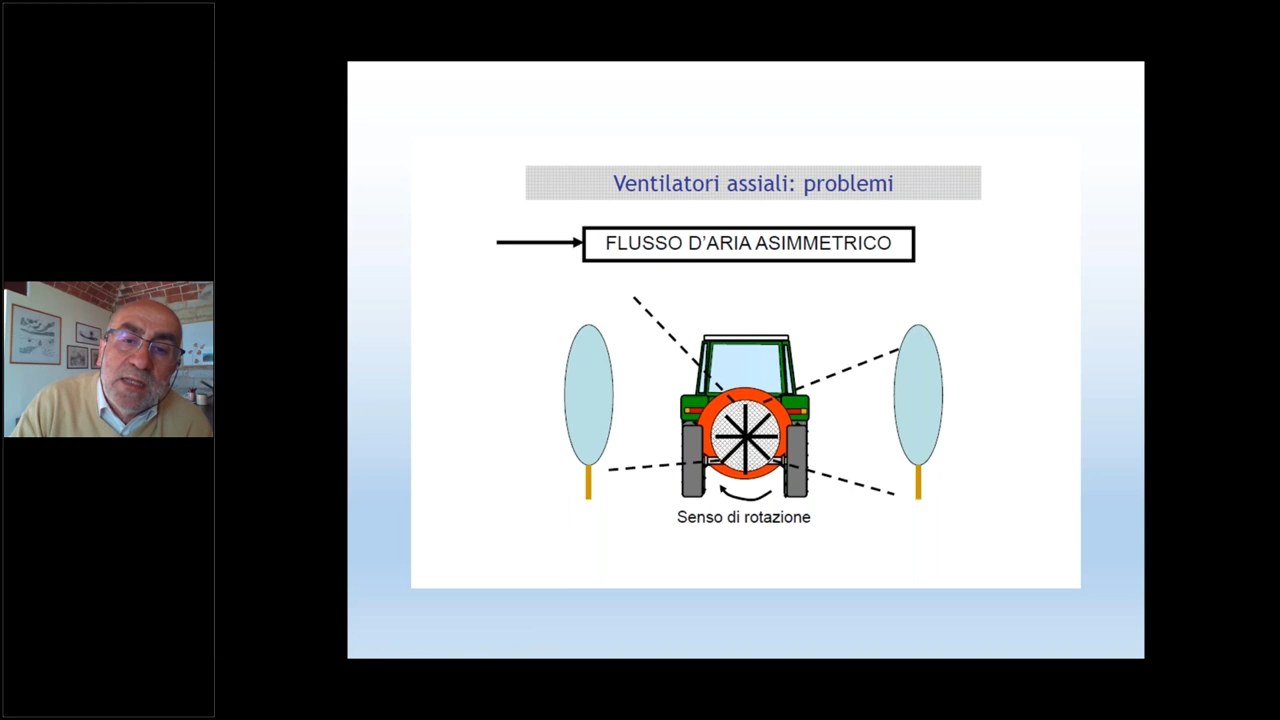 Ventilatori assiali: problemi
FLUSSO D'ARIA ASIMMETRICO
Senso di rotazione